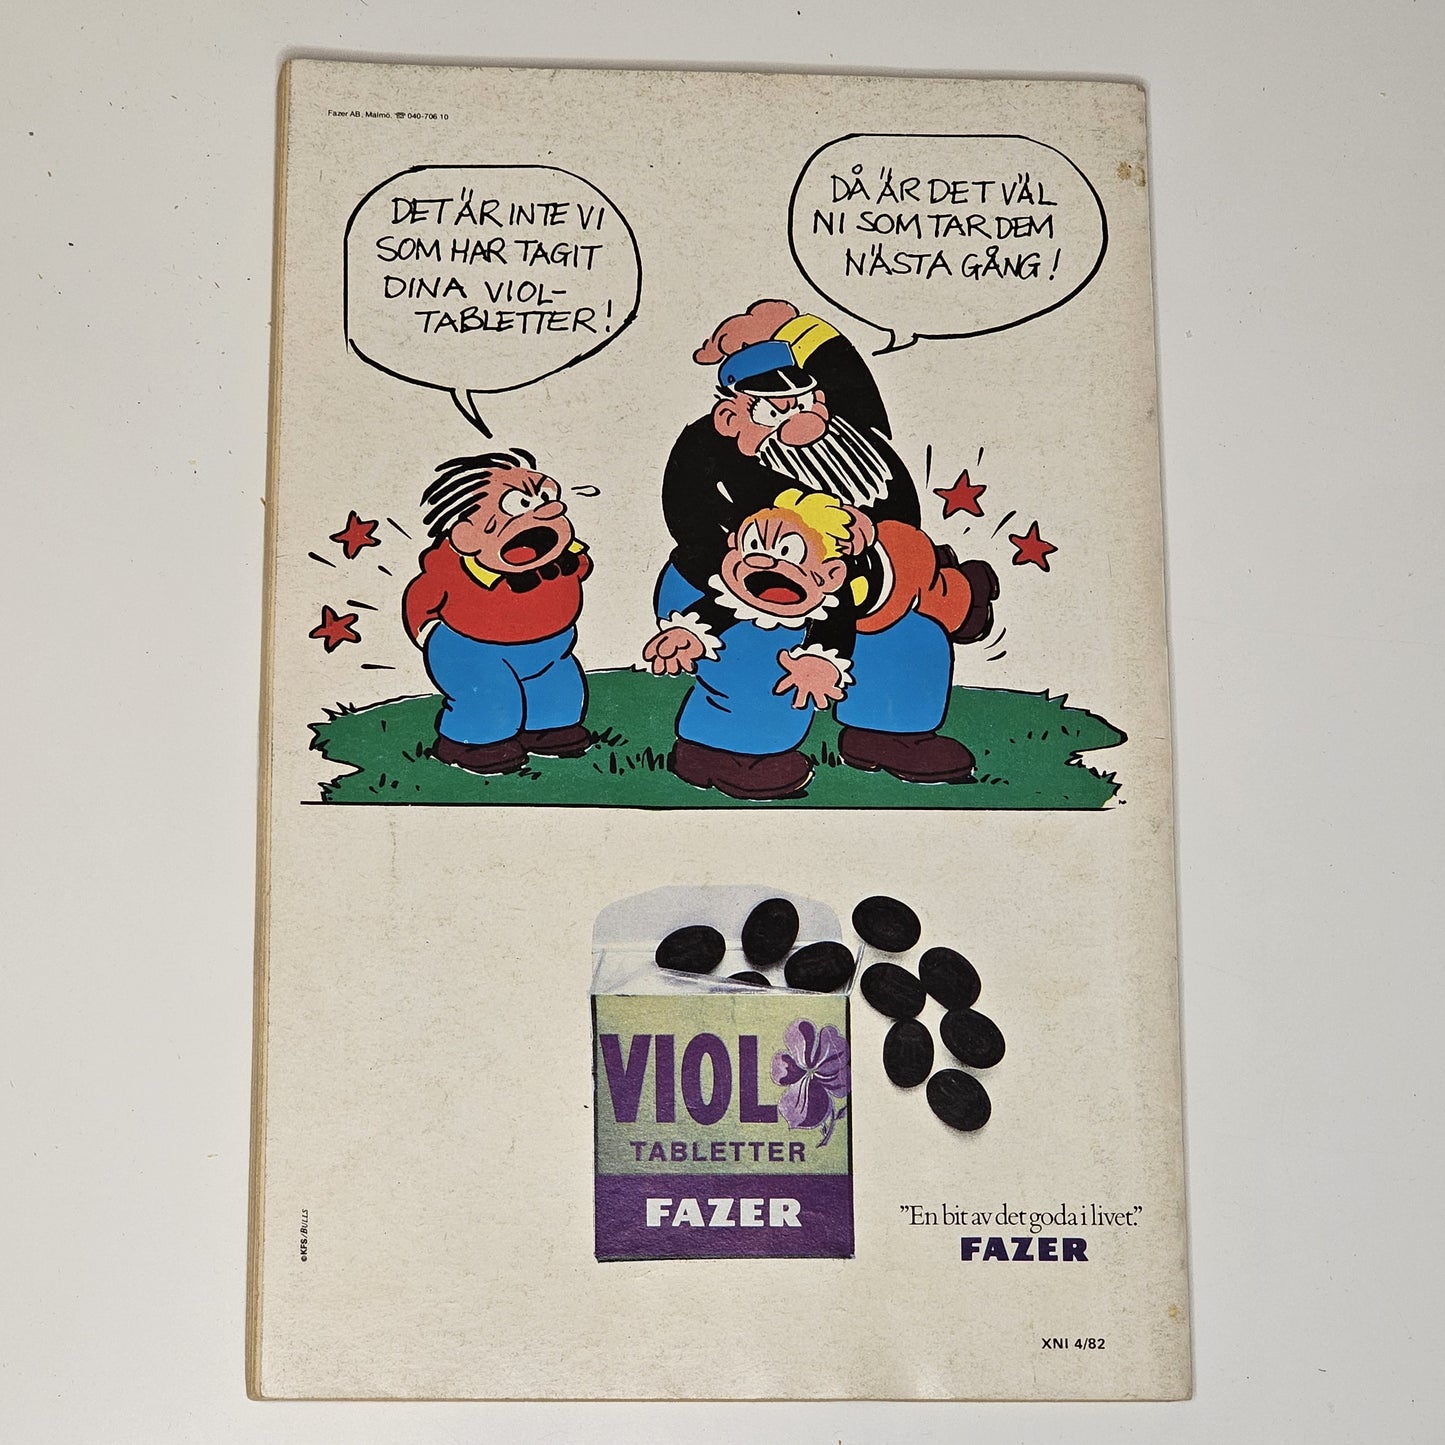 Fazer AB, Malmö. ☎ 040-706 10
DET ÄR INTE VI
SOM HAR TAGIT
DINA VIOL-
TABLETTER!
DÅ ÄR DET VÄL
NI SOM TAR DEM
NÄSTA GÅNG!
VIOL
TABLETTER
FAZER
"En bit av det goda i livet."
FAZER
©KFS/BULLS
XNI 4/82